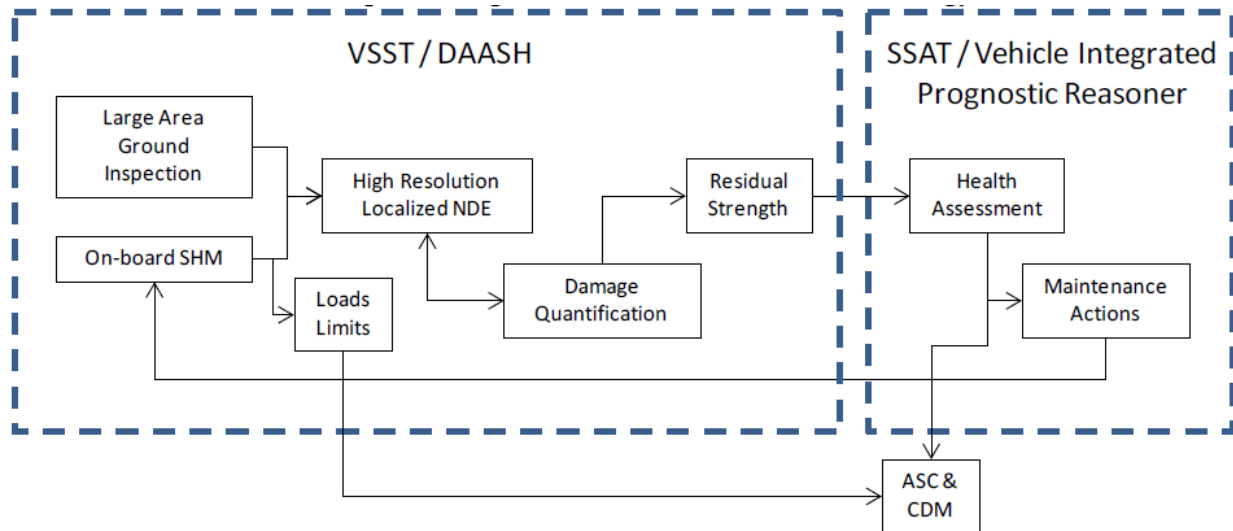 VSST / DAASH
SSAT / Vehicle Integrated
Prognostic Reasoner
Large Area
Ground
Inspection
High Resolution
Localized NDE
Residual
Strength
Health
Assessment
On-board SHM
Loads
Limits
Damage
Quantification
Maintenance
Actions
ASC &
CDM